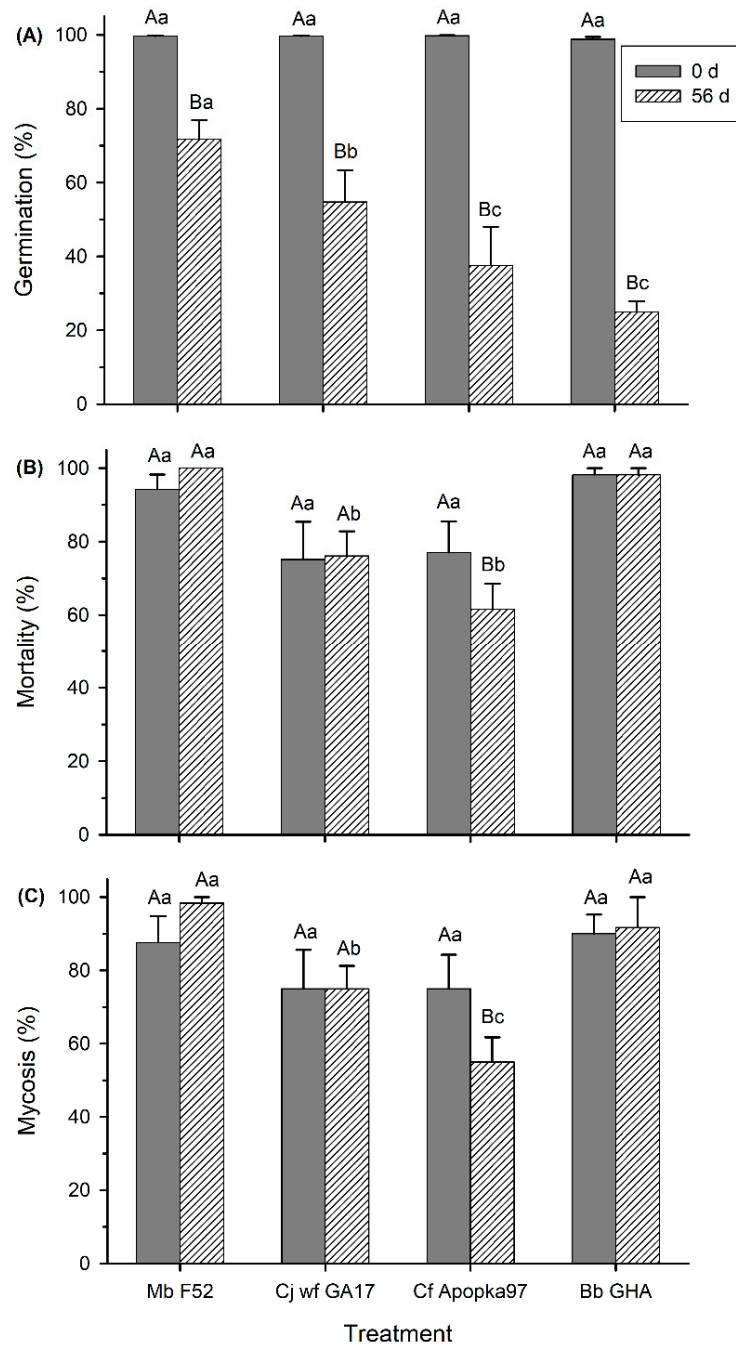 (A)
Aa Aa Aa Aa
100
0 d
56 d
Ba
80
Bb
60
Bc
40
Bc
20
0
Germination (%)
(B)
Aa Aa Aa Aa
100
Aa Ab Aa
80
Bb
60
40
20
0
Mortality (%)
(C)
Aa Aa Aa Aa
100
Aa Ab Aa
80
Bc
60
40
20
0
Mycosis (%)
Mb F52 Cj wf GA17 Cf Apopka97 Bb GHA
Treatment